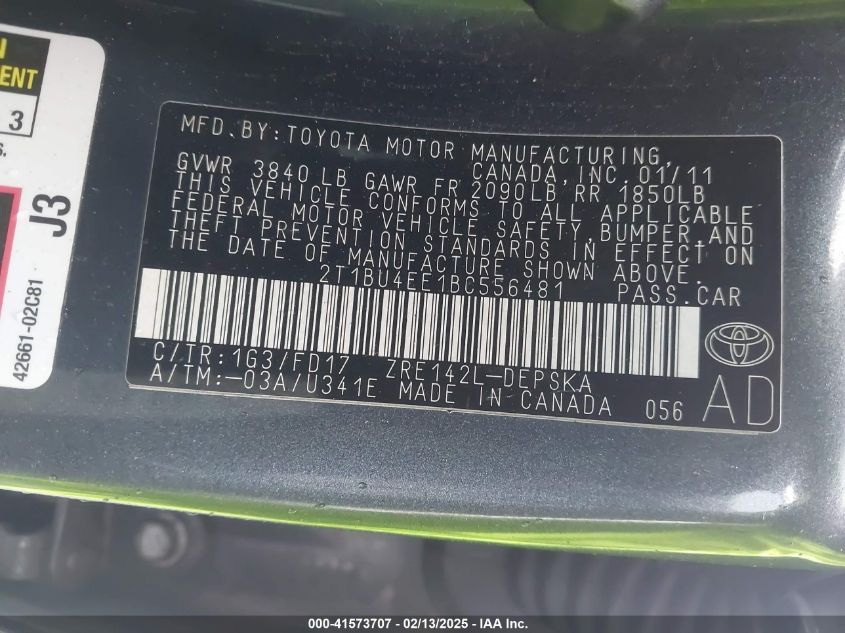 N
ENT
3
S.
J3
42661-02C81
MFD.BY:TOYOTA MOTOR MANUFACTURING,
CANADA, INC.01/11
GVWR 3840 LB GAWR FR 2090LB RR 1850LB
THIS VEHICLE CONFORMS TO ALL APPLICABLE
FEDERAL MOTOR VEHICLE SAFETY,BUMPER,AND
THEFT PREVENTION STANDARDS IN EFFECT ON
THE DATE OF MANUFACTURE SHOWN ABOVE.
2T1BU4EE1BC556481 PASS.CAR
C/TR:1G3/FD17 ZRE142L-DEPSKA
A/TM:-03A/U341E MADE IN CANADA 056
AD
000-41573707 - 02/13/2025 - IAA Inc.